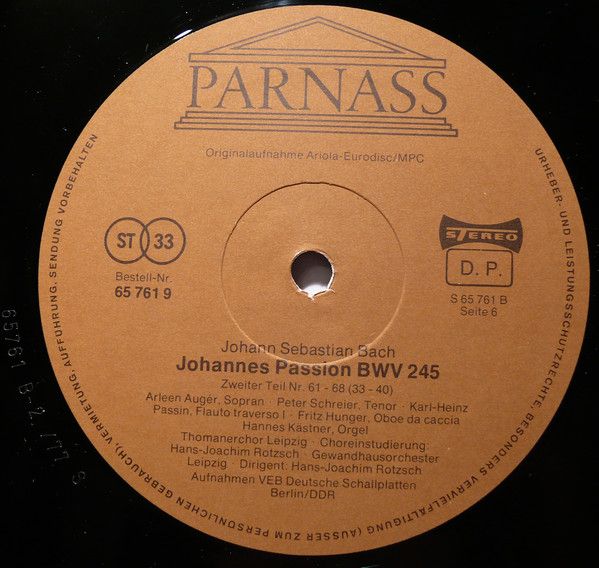 PARNASS
Originalaufnahme Ariola-Eurodisc/MPC
ST 33
Bestell-Nr.
65 761 9
STEREO
D. P.
S 65 761 B
Seite 6
Johann Sebastian Bach
Johannes Passion BWV 245
Zweiter Teil Nr. 61 - 68 (33 - 40)
Arleen Augér, Sopran · Peter Schreier, Tenor · Karl-Heinz
Passin, Flauto traverso I · Fritz Hunger, Oboe da caccia
Hannes Kästner, Orgel
Thomanerchor Leipzig · Choreinstudierung:
Hans-Joachim Rotzsch · Gewandhausorchester
Leipzig · Dirigent: Hans-Joachim Rotzsch
Aufnahmen VEB Deutsche Schallplatten
Berlin/DDR
URHEBER- UND LEISTUNGSSCHUTZRECHTE, BESONDERS VERVIELFÄLTIGUNG (AUSSER ZUM PERSÖNLICHEN GEBRAUCH), VERMIETUNG, AUFFÜHRUNG, SENDUNG VORBEHALTEN
65761 B-2